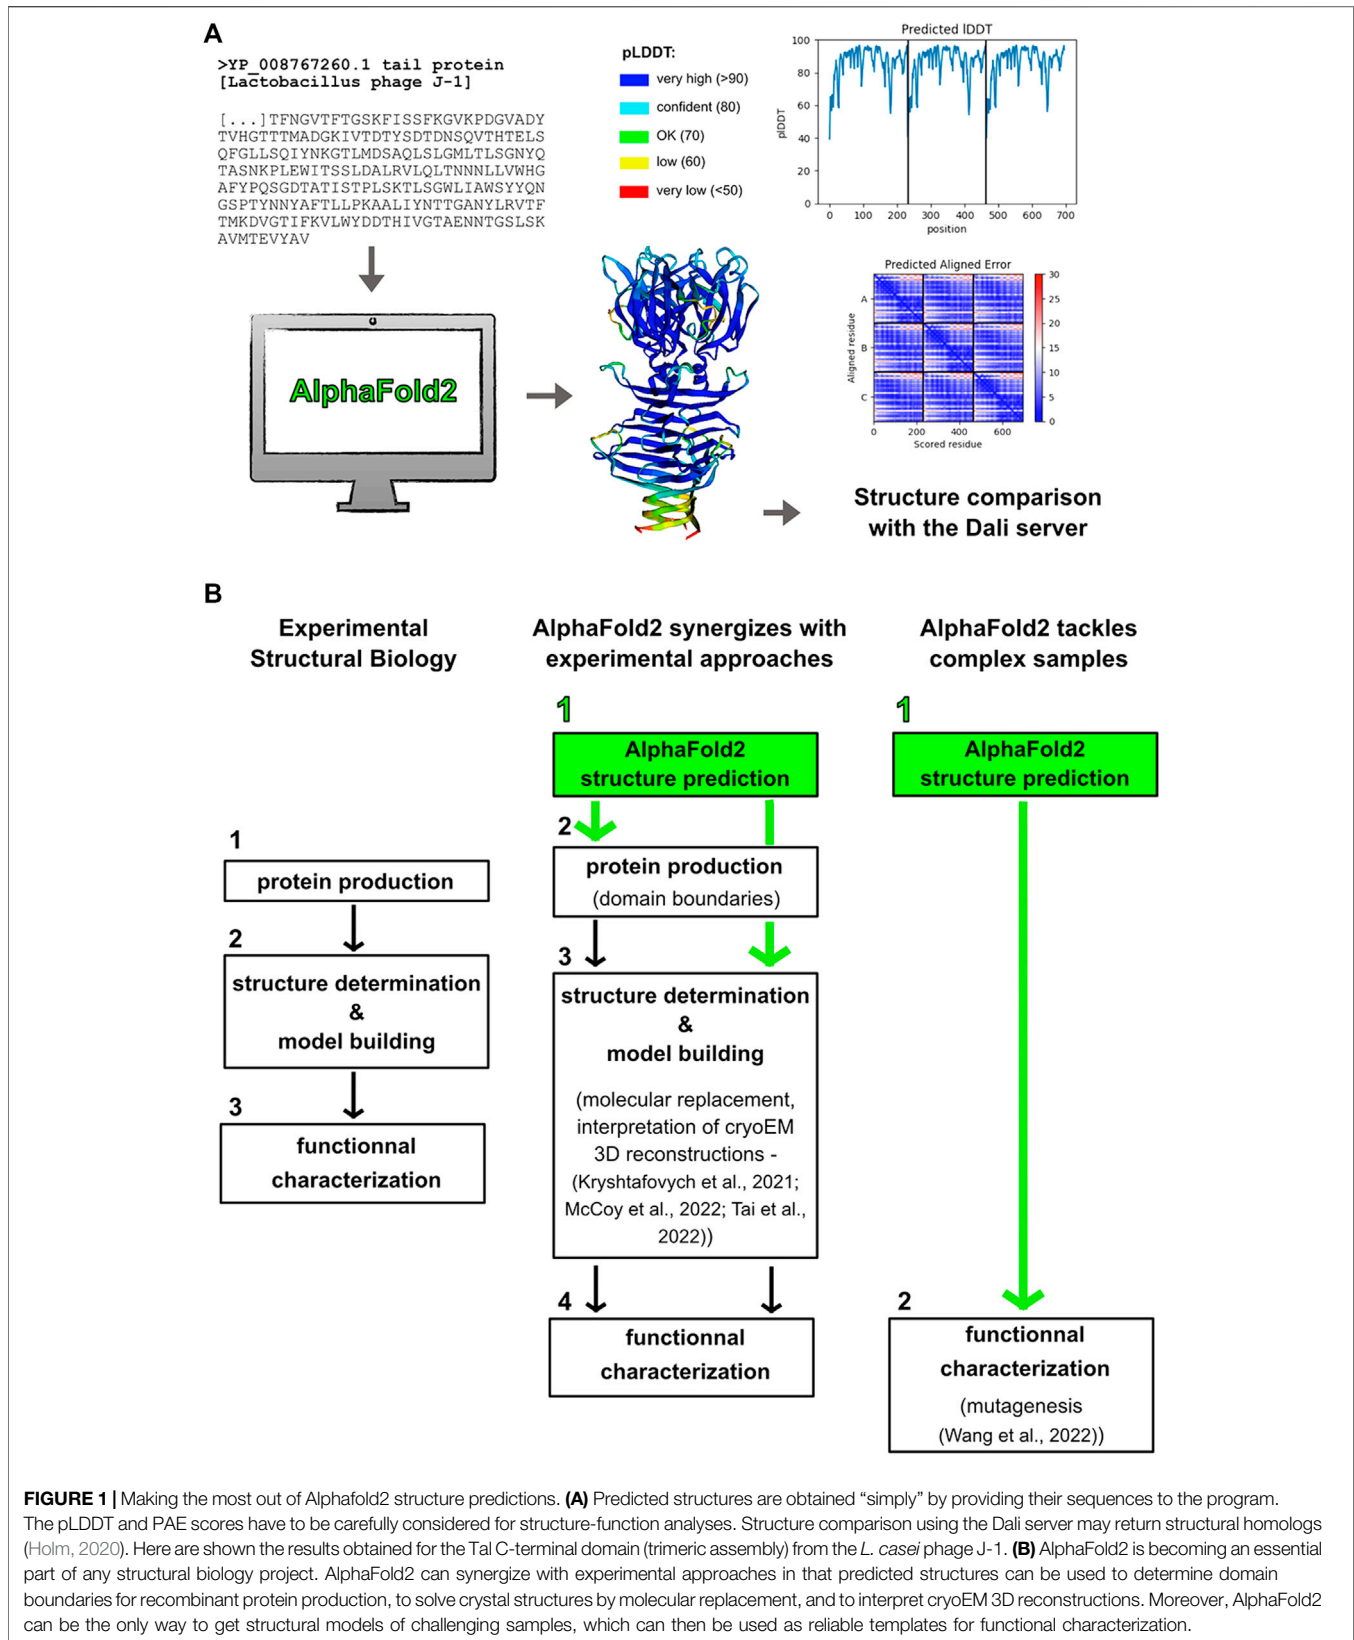 A
>YP_008767260.1 tail protein
[Lactobacillus phage J-1]
[...]TFNGVTFTGSKFISSFKGVKPDGVADY
TVHGTTTMADGKIVTDTYSDTDNSQVTHTELS
QFGLLSQIYNKGTLMDSAQLSLGMLTLSGNYQ
TASNKPLEWITSSLDALRVLQLTNNNLLVWHG
AFYPQSGDTATISTPLSKTLSGWLIAWSYYQN
GSPTYNNYAFTLLPKAALIYNTTGANYLRVTF
TMKDVGTIFKVLWYDDTHIVGTAENNTGSLSK
AVMTEVYAV
pLDDT:
very high (>90)
confident (80)
OK (70)
low (60)
very low (<50)
Predicted lDDT
plDDT
100
80
60
40
20
0
0 100 200 300 400 500 600 700
position
AlphaFold2
Predicted Aligned Error
Aligned residue
A
B
C
0 200 400 600
Scored residue
30
25
20
15
10
5
0
Structure comparison
with the Dali server
B
Experimental
Structural Biology
1
protein production
2
structure determination
&
model building
3
functionnal
characterization
AlphaFold2 synergizes with
experimental approaches
1
AlphaFold2
structure prediction
2
protein production
(domain boundaries)
3
structure determination
&
model building
(molecular replacement,
interpretation of cryoEM
3D reconstructions -
(Kryshtafovych et al., 2021;
McCoy et al., 2022; Tai et al.,
2022))
4
functionnal
characterization
AlphaFold2 tackles
complex samples
1
AlphaFold2
structure prediction
2
functionnal
characterization
(mutagenesis
(Wang et al., 2022))
FIGURE 1 | Making the most out of Alphafold2 structure predictions. (A) Predicted structures are obtained “simply” by providing their sequences to the program.
The pLDDT and PAE scores have to be carefully considered for structure-function analyses. Structure comparison using the Dali server may return structural homologs
(Holm, 2020). Here are shown the results obtained for the Tal C-terminal domain (trimeric assembly) from the L. casei phage J-1. (B) AlphaFold2 is becoming an essential
part of any structural biology project. AlphaFold2 can synergize with experimental approaches in that predicted structures can be used to determine domain
boundaries for recombinant protein production, to solve crystal structures by molecular replacement, and to interpret cryoEM 3D reconstructions. Moreover, AlphaFold2
can be the only way to get structural models of challenging samples, which can then be used as reliable templates for functional characterization.